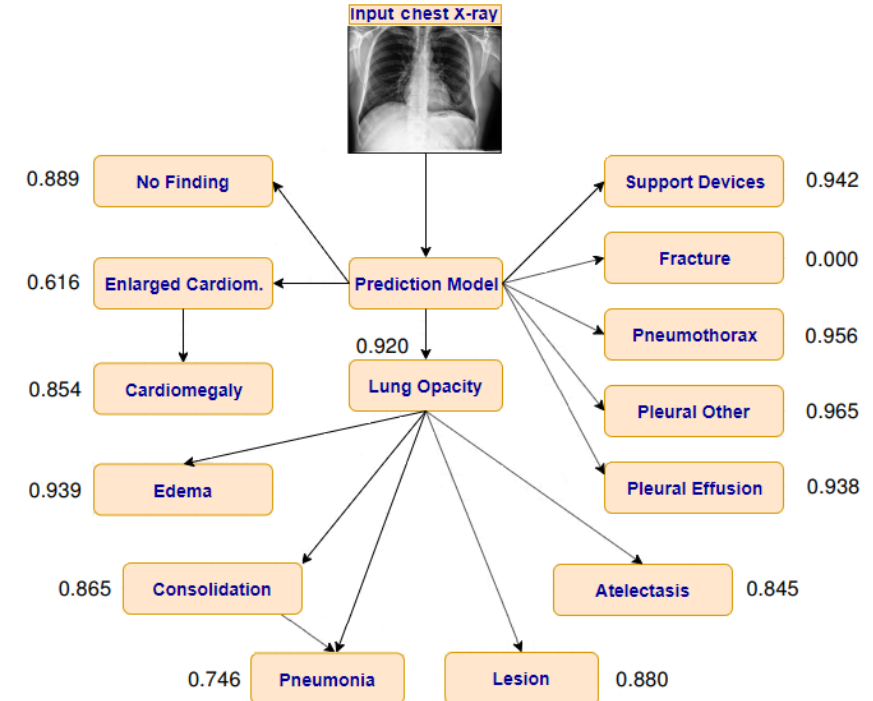 Input chest X-ray
0.889
No Finding
Support Devices
0.942
Fracture
0.000
0.616
Enlarged Cardiom.
Prediction Model
Pneumothorax
0.956
0.920
0.854
Cardiomegaly
Lung Opacity
Pleural Other
0.965
0.939
Edema
Pleural Effusion
0.938
0.865
Consolidation
Atelectasis
0.845
0.746
Pneumonia
Lesion
0.880